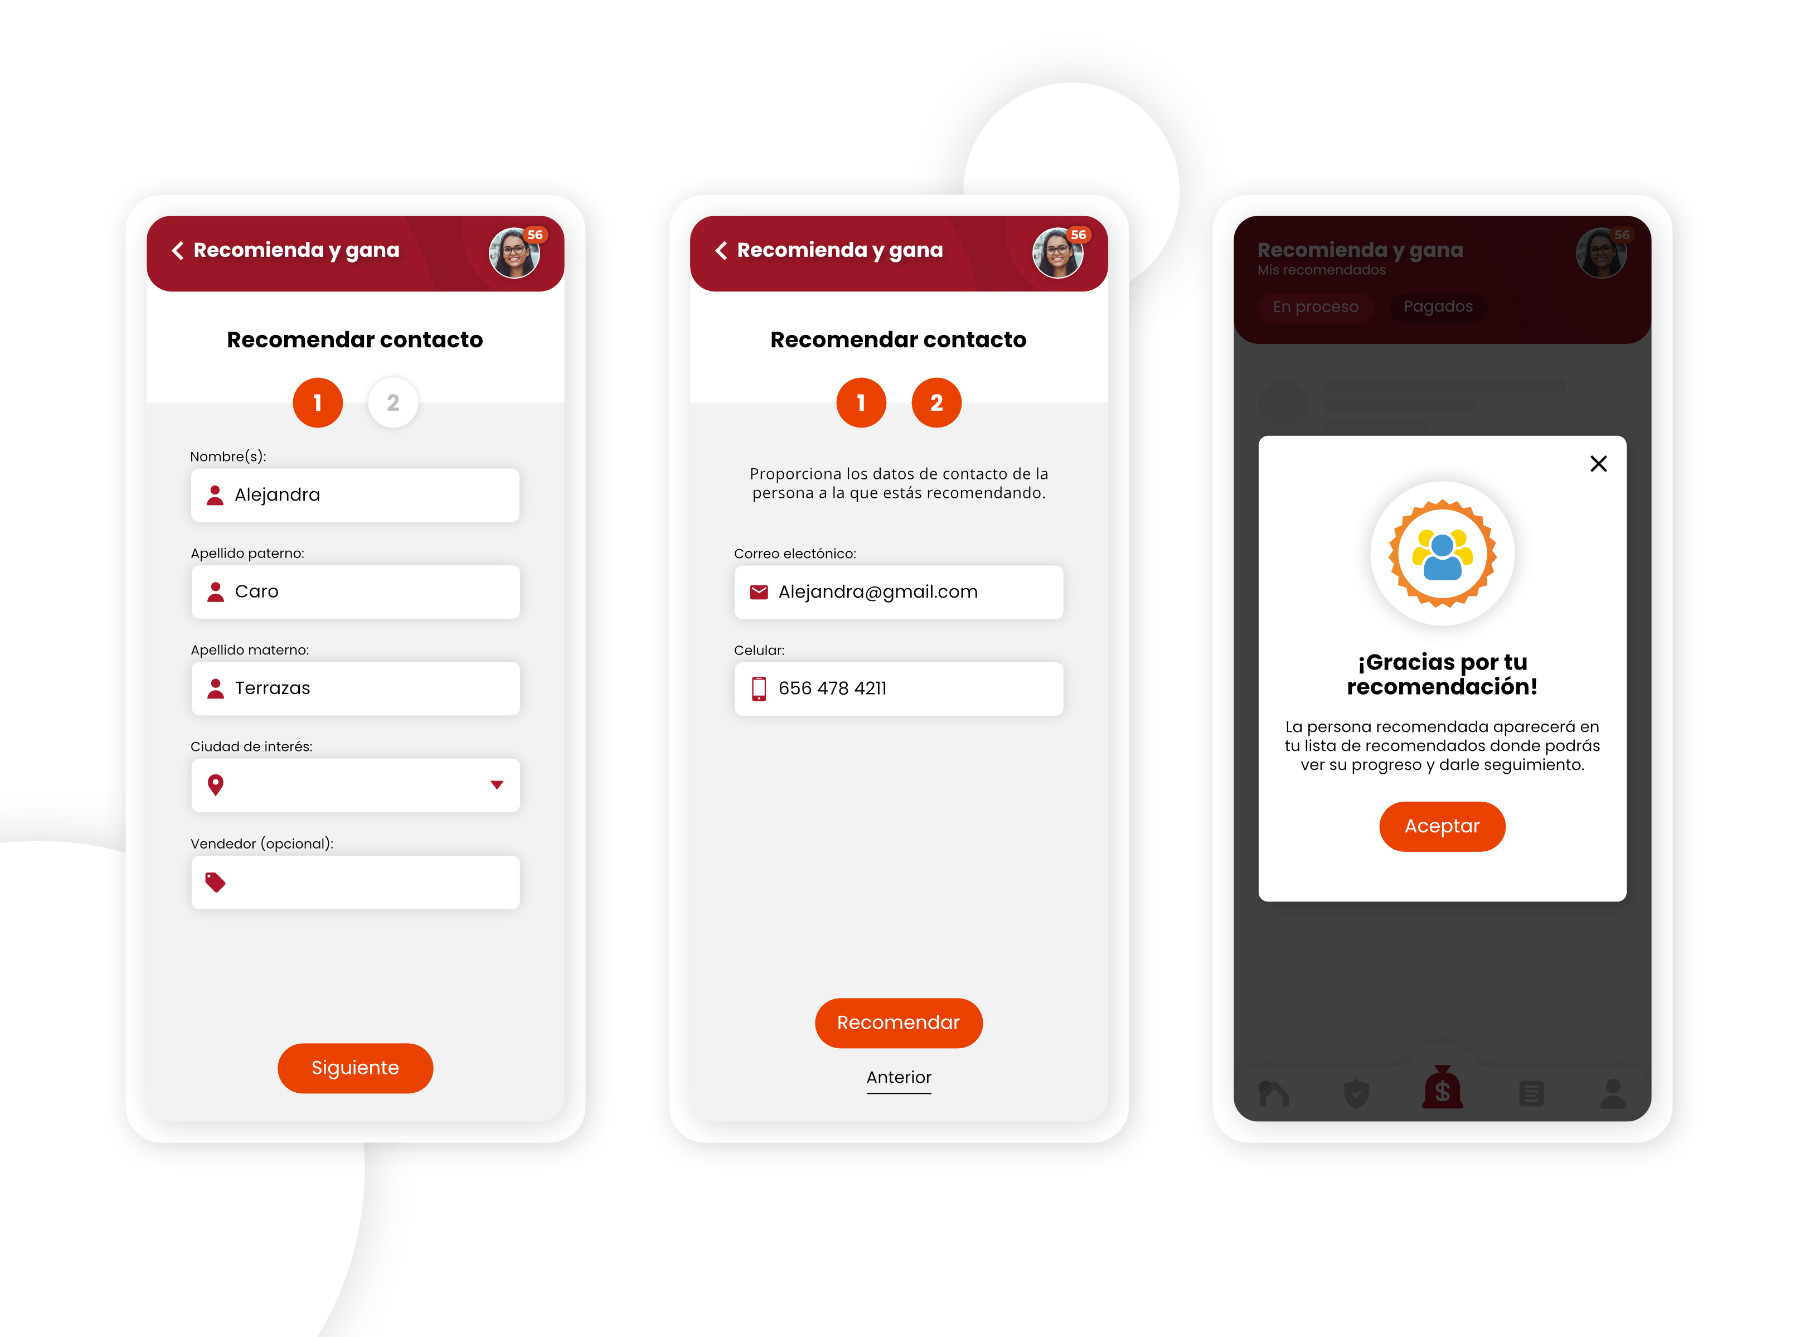 Recomienda y gana
56
Recomendar contacto
1
2
Nombre(s):
Alejandra
Apellido paterno:
Caro
Apellido materno:
Terrazas
Ciudad de interés:
Vendedor (opcional):
Siguiente
Recomienda y gana
56
Recomendar contacto
1
2
Proporciona los datos de contacto de la
persona a la que estás recomendando.
Correo electónico:
Alejandra@gmail.com
Celular:
656 478 4211
Recomendar
Anterior
Recomienda y gana
56
Mis recomendados
En proceso
Pagados
¡Gracias por tu
recomendación!
La persona recomendada aparecerá en
tu lista de recomendados donde podrás
ver su progreso y darle seguimiento.
Aceptar
$